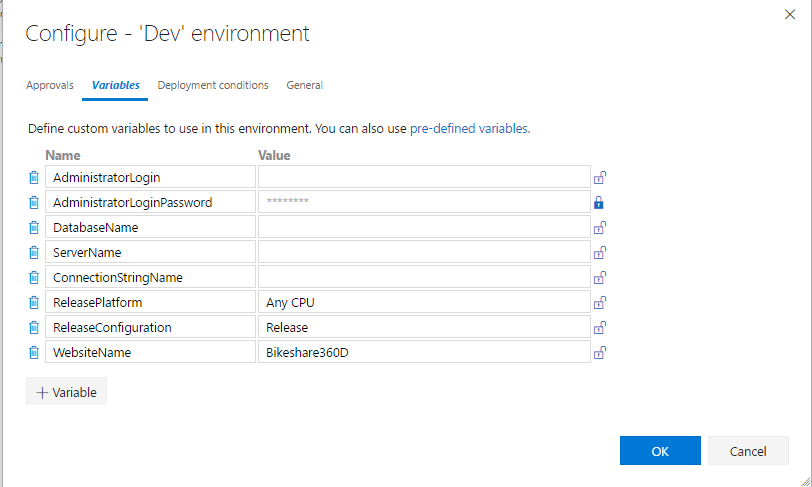 Configure - 'Dev' environment
Approvals Variables Deployment conditions General
Define custom variables to use in this environment. You can also use pre-defined variables.
Name Value
AdministratorLogin
AdministratorLoginPassword ********
DatabaseName
ServerName
ConnectionStringName
ReleasePlatform Any CPU
ReleaseConfiguration Release
WebsiteName Bikeshare360D
+ Variable
OK Cancel